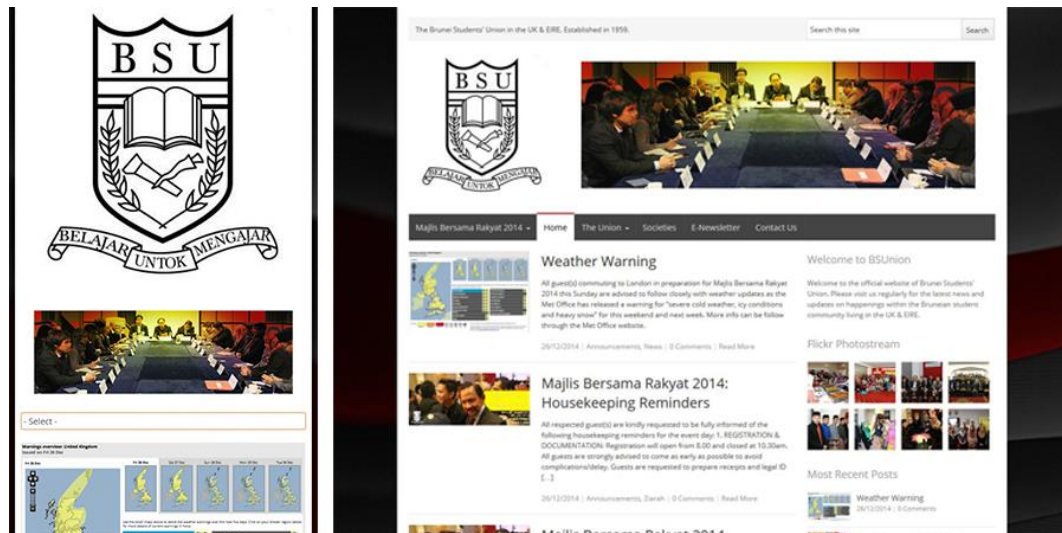 BSU
BELAJAR UNTOK MENGAJAR
- Select -
Warnings overview: United Kingdom
The Brunei Students' Union in the UK & EIRE. Established in 1959.
Search this site
Search
BSU
BELAJAR UNTOK MENGAJAR
Majlis Bersama Rakyat 2014
Home
The Union
Societies
E-Newsletter
Contact Us
Weather Warning
All guest(s) commuting to London in preparation for Majlis Bersama Rakyat
2014 this Sunday are advised to follow closely with weather updates as the
Met Office has released a warning for "severe cold weather, icy conditions
and heavy snow" for this weekend and next week. More info can be follow
through the Met Office website.
26/12/2014 | Announcements, News | 0 Comments | Read More
Majlis Bersama Rakyat 2014:
Housekeeping Reminders
All respected guest(s) are kindly requested to be fully informed of the
following housekeeping reminders for the event day: 1. REGISTRATION &
DOCUMENTATION: Registration will open from 8.00 and closed at 10.30am.
All guests are strongly advised to come as early as possible to avoid
complications/delay. Guests are requested to prepare receipts and legal ID
[...]
26/12/2014 | Announcements, Ziarah | 0 Comments | Read More
Majlis Bersama Rakyat 2014
Welcome to BSUnion
Welcome to the official website of Brunei Students'
Union. Please visit us regularly for the latest news and
updates on happenings within the Bruneian student
community living in the UK & EIRE.
Flickr Photostream
Most Recent Posts
Weather Warning
26/12/2014 | 0 Comments